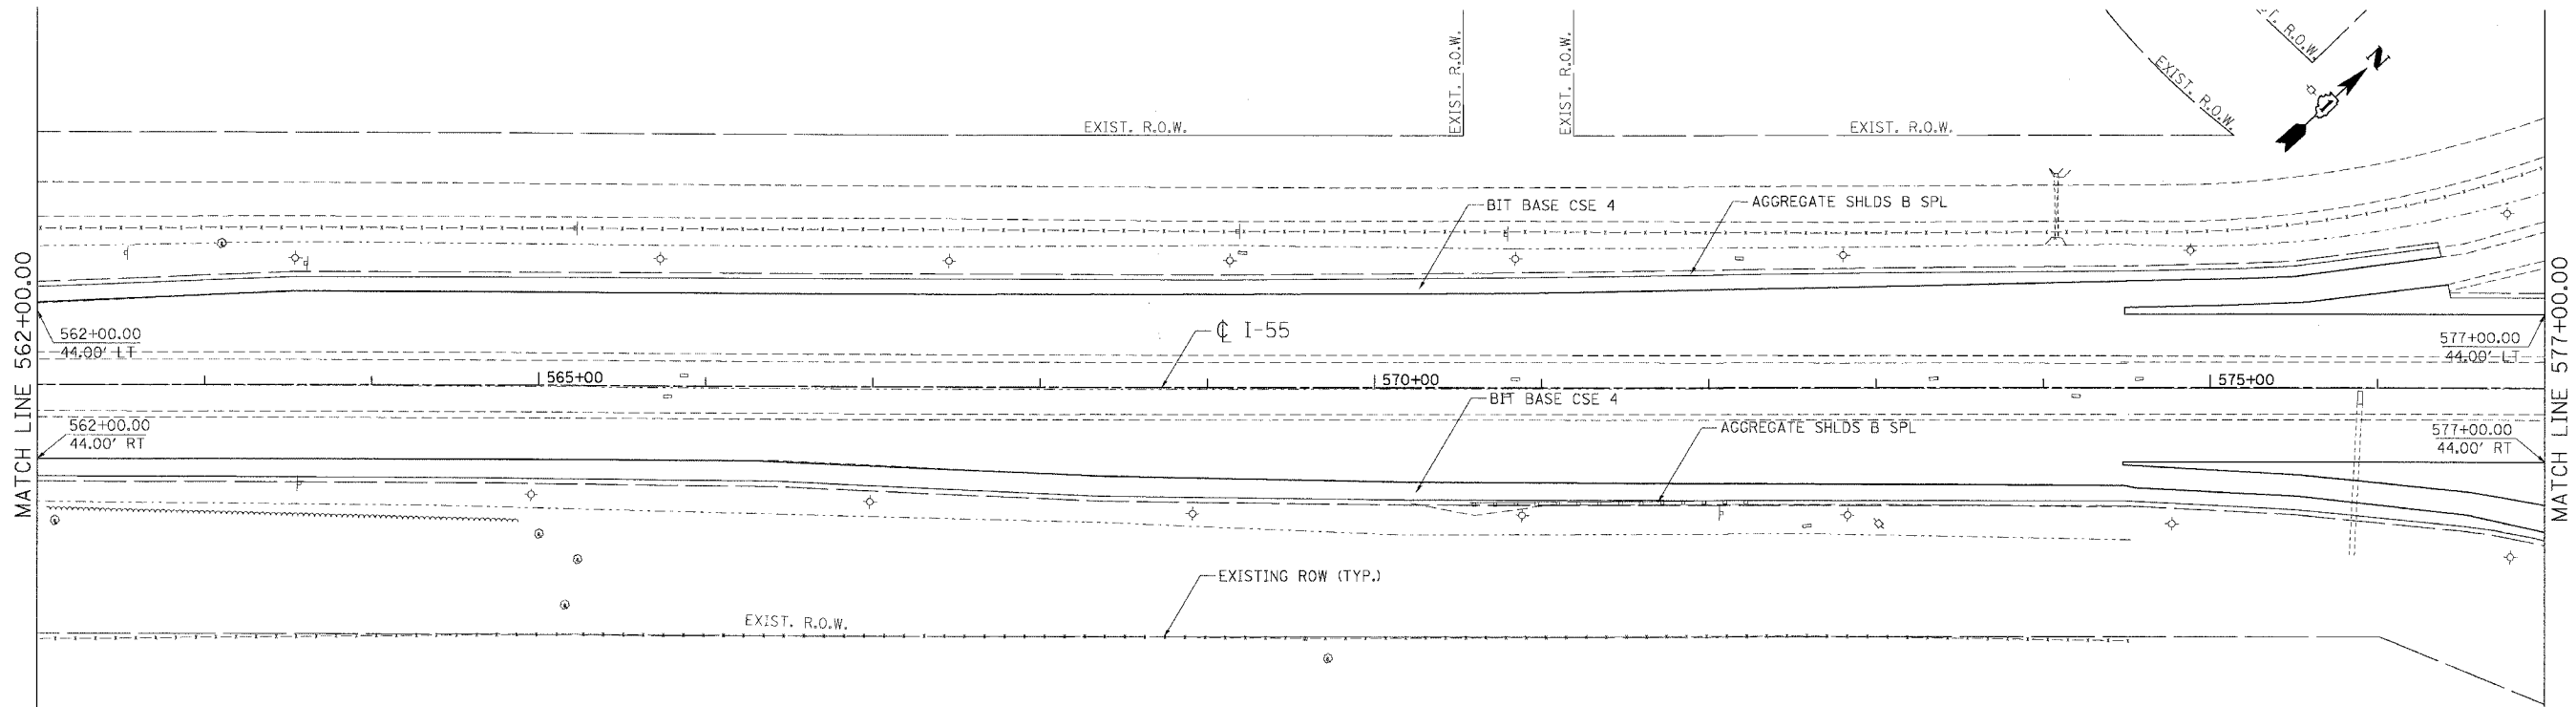 EXIST. R.O.W.
EXIST. R.O.W.
EXIST. R.O.W.
EXIST. R.O.W.
EXIST. R.O.W.
T. R.O.W.
N
1
BIT BASE CSE 4
AGGREGATE SHLDS B SPL
MATCH LINE 562+00.00
562+00.00
44.00' LT
℄ I-55
577+00.00
44.00' LT
MATCH LINE 577+00.00
565+00
570+00
575+00
BIT BASE CSE 4
AGGREGATE SHLDS B SPL
562+00.00
44.00' RT
577+00.00
44.00' RT
EXISTING ROW (TYP.)
EXIST. R.O.W.